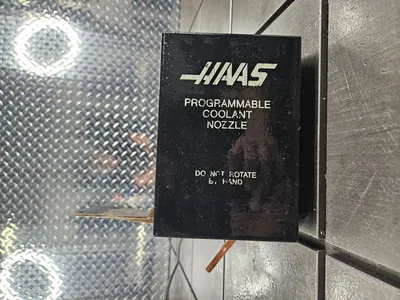 HAAS
PROGRAMMABLE
COOLANT
NOZZLE
DO NOT ROTATE
BY HAND